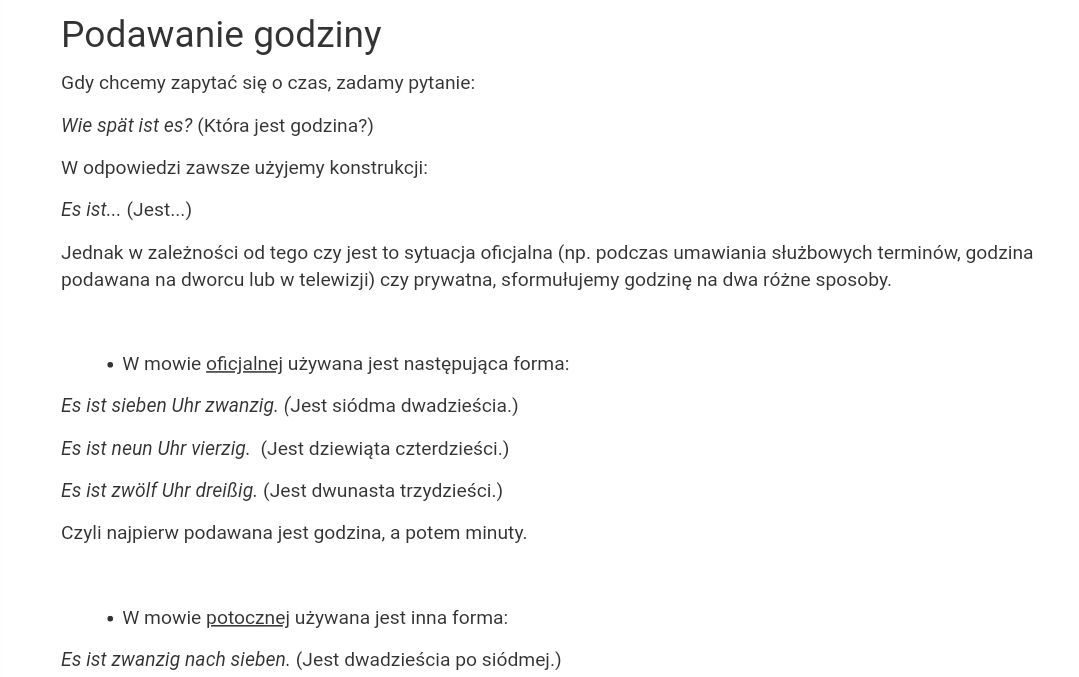 Podawanie godziny
Gdy chcemy zapytać się o czas, zadamy pytanie:
Wie spät ist es? (Która jest godzina?)
W odpowiedzi zawsze użyjemy konstrukcji:
Es ist... (Jest...)
Jednak w zależności od tego czy jest to sytuacja oficjalna (np. podczas umawiania służbowych terminów, godzina
podawana na dworcu lub w telewizji) czy prywatna, sformułujemy godzinę na dwa różne sposoby.
• W mowie oficjalnej używana jest następująca forma:
Es ist sieben Uhr zwanzig. (Jest siódma dwadzieścia.)
Es ist neun Uhr vierzig.  (Jest dziewiąta czterdzieści.)
Es ist zwölf Uhr dreißig. (Jest dwunasta trzydzieści.)
Czyli najpierw podawana jest godzina, a potem minuty.
• W mowie potocznej używana jest inna forma:
Es ist zwanzig nach sieben. (Jest dwadzieścia po siódmej.)